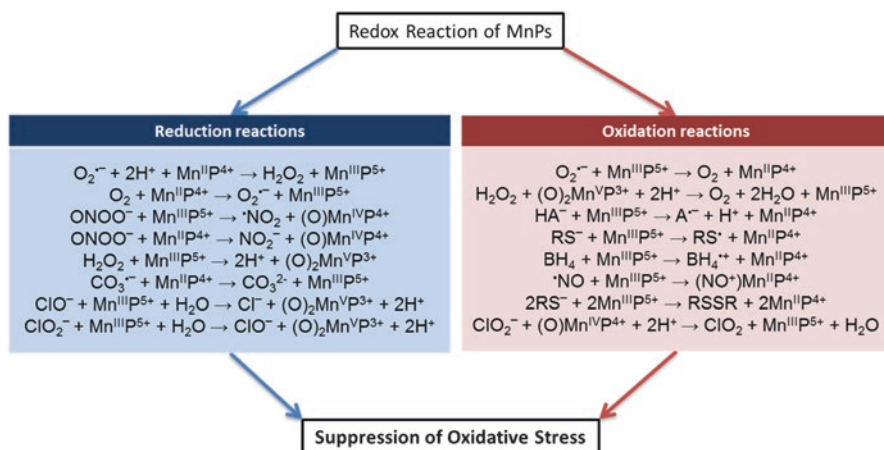 Redox Reaction of MnPs
Reduction reactions
O₂•⁻ + 2H⁺ + MnᴵᴵP⁴⁺ → H₂O₂ + MnᴵᴵᴵP⁵⁺
O₂ + MnᴵᴵP⁴⁺ → O₂•⁻ + MnᴵᴵᴵP⁵⁺
ONOO⁻ + MnᴵᴵᴵP⁵⁺ → •NO₂ + (O)MnᴵⱽP⁴⁺
ONOO⁻ + MnᴵᴵP⁴⁺ → NO₂⁻ + (O)MnᴵⱽP⁴⁺
H₂O₂ + MnᴵᴵᴵP⁵⁺ → 2H⁺ + (O)₂MnⱽP³⁺
CO₃•⁻ + MnᴵᴵP⁴⁺ → CO₃²⁻ + MnᴵᴵᴵP⁵⁺
ClO⁻ + MnᴵᴵᴵP⁵⁺ + H₂O → Cl⁻ + (O)₂MnⱽP³⁺ + 2H⁺
ClO₂⁻ + MnᴵᴵᴵP⁵⁺ + H₂O → ClO⁻ + (O)₂MnⱽP³⁺ + 2H⁺
Oxidation reactions
O₂•⁻ + MnᴵᴵᴵP⁵⁺ → O₂ + MnᴵᴵP⁴⁺
H₂O₂ + (O)₂MnⱽP³⁺ + 2H⁺ → O₂ + 2H₂O + MnᴵᴵᴵP⁵⁺
HA⁻ + MnᴵᴵᴵP⁵⁺ → A•⁻ + H⁺ + MnᴵᴵP⁴⁺
RS⁻ + MnᴵᴵᴵP⁵⁺ → RS• + MnᴵᴵP⁴⁺
BH₄ + MnᴵᴵᴵP⁵⁺ → BH₄•⁺ + MnᴵᴵP⁴⁺
•NO + MnᴵᴵᴵP⁵⁺ → (NO⁺)MnᴵᴵP⁴⁺
2RS⁻ + 2MnᴵᴵᴵP⁵⁺ → RSSR + 2MnᴵᴵP⁴⁺
ClO₂⁻ + (O)MnᴵⱽP⁴⁺ + 2H⁺ → ClO₂ + MnᴵᴵᴵP⁵⁺ + H₂O
Suppression of Oxidative Stress